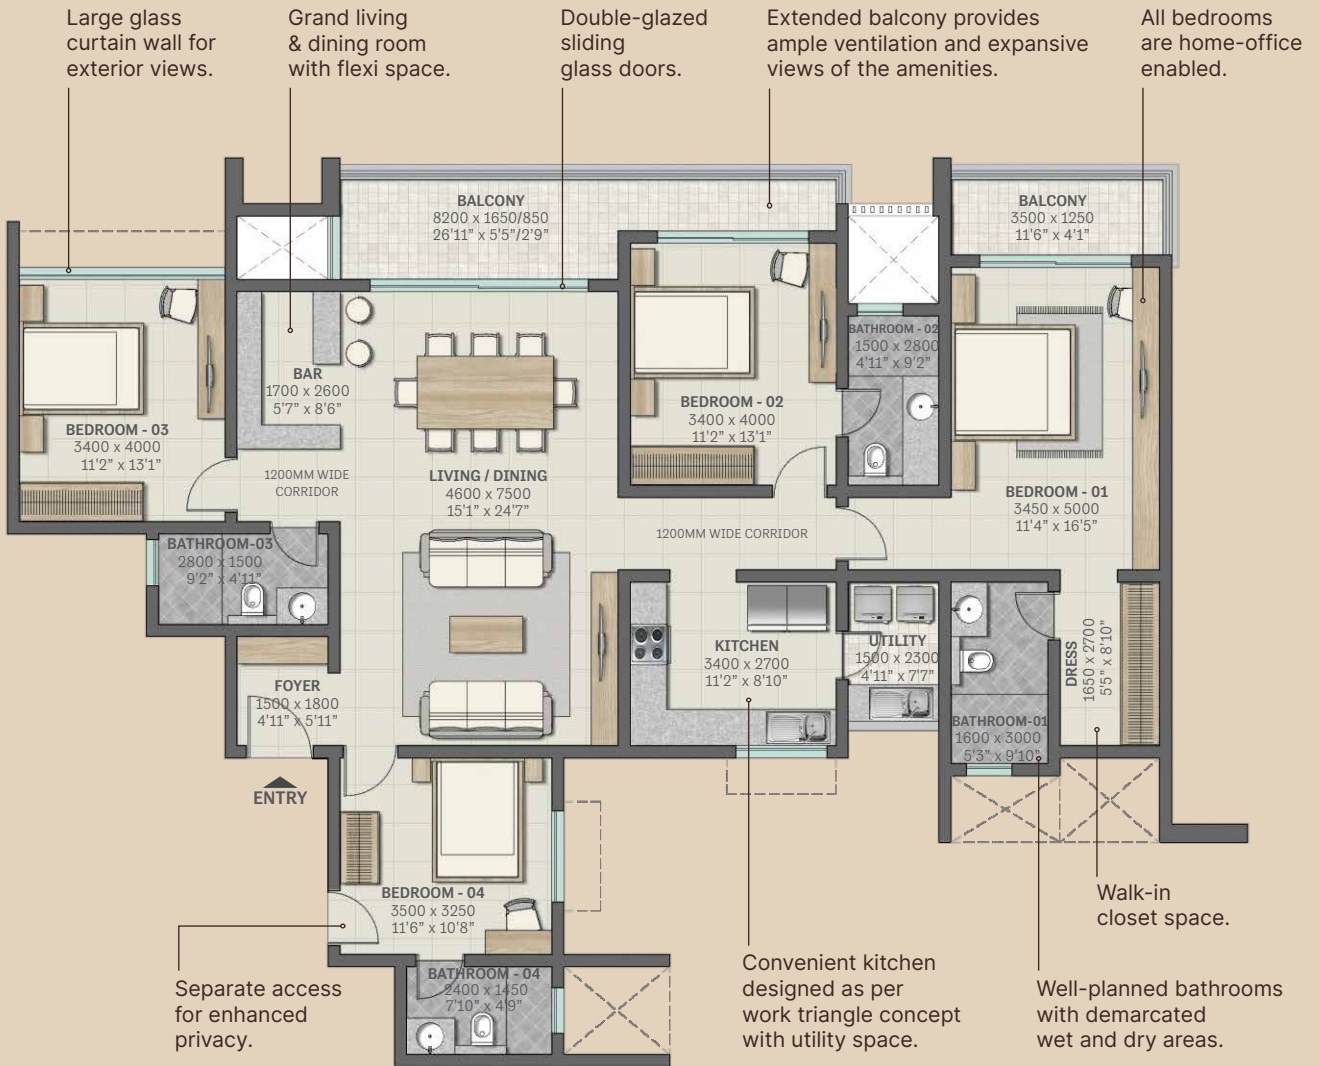 Large glass
curtain wall for
exterior views.
Grand living
& dining room
with flexi space.
Double-glazed
sliding
glass doors.
Extended balcony provides
ample ventilation and expansive
views of the amenities.
All bedrooms
are home-office
enabled.
BALCONY
8200 x 1650/850
26'11" x 5'5"/2'9"
BALCONY
3500 x 1250
11'6" x 4'1"
BATHROOM - 02
1500 x 2800
4'11" x 9'2"
BAR
1700 x 2600
5'7" x 8'6"
BEDROOM - 02
3400 x 4000
11'2" x 13'1"
BEDROOM - 03
3400 x 4000
11'2" x 13'1"
1200MM WIDE
CORRIDOR
LIVING / DINING
4600 x 7500
15'1" x 24'7"
BEDROOM - 01
3450 x 5000
11'4" x 16'5"
1200MM WIDE CORRIDOR
BATHROOM-03
2800 x 1500
9'2" x 4'11"
KITCHEN
3400 x 2700
11'2" x 8'10"
UTILITY
1500 x 2300
4'11" x 7'7"
DRESS
1650 x 2700
5'5" x 8'10"
FOYER
1500 x 1800
4'11" x 5'11"
BATHROOM-01
1600 x 3000
5'3" x 9'10"
ENTRY
BEDROOM - 04
3500 x 3250
11'6" x 10'8"
BATHROOM - 04
2400 x 1450
7'10" x 4'9"
Walk-in
closet space.
Separate access
for enhanced
privacy.
Convenient kitchen
designed as per
work triangle concept
with utility space.
Well-planned bathrooms
with demarcated
wet and dry areas.